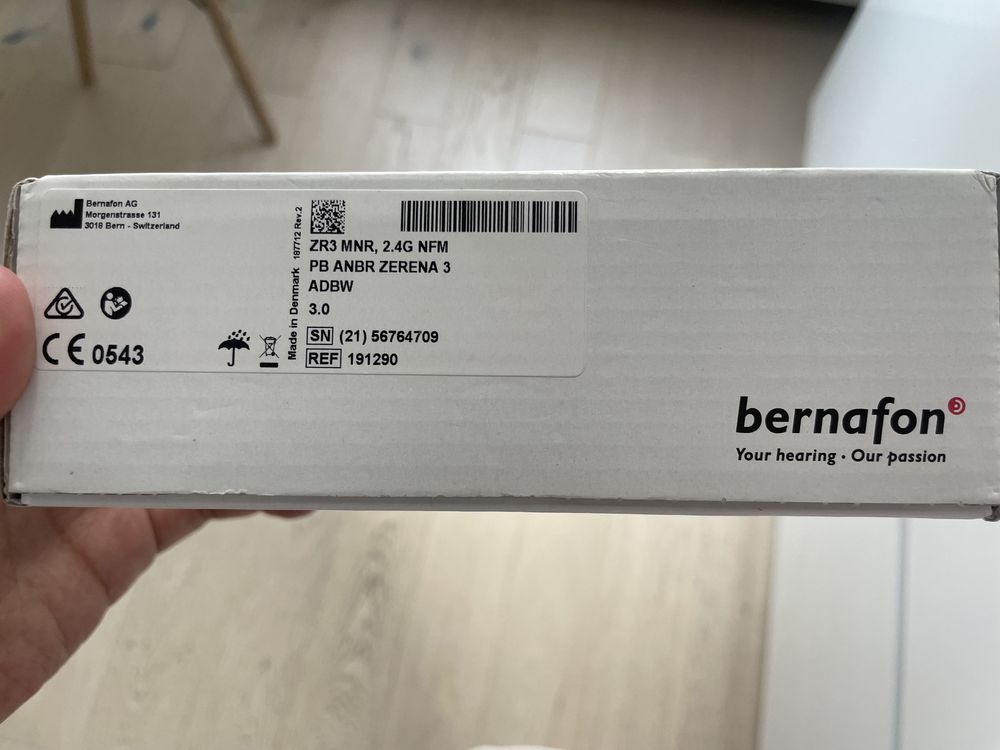 Bernafon AG
Morgenstrasse 131
3018 Bern - Switzerland
CE 0543
Made in Denmark 187712 Rev.2
ZR3 MNR, 2.4G NFM
PB ANBR ZERENA 3
ADBW
3.0
SN (21) 56764709
REF 191290
bernafon
Your hearing · Our passion